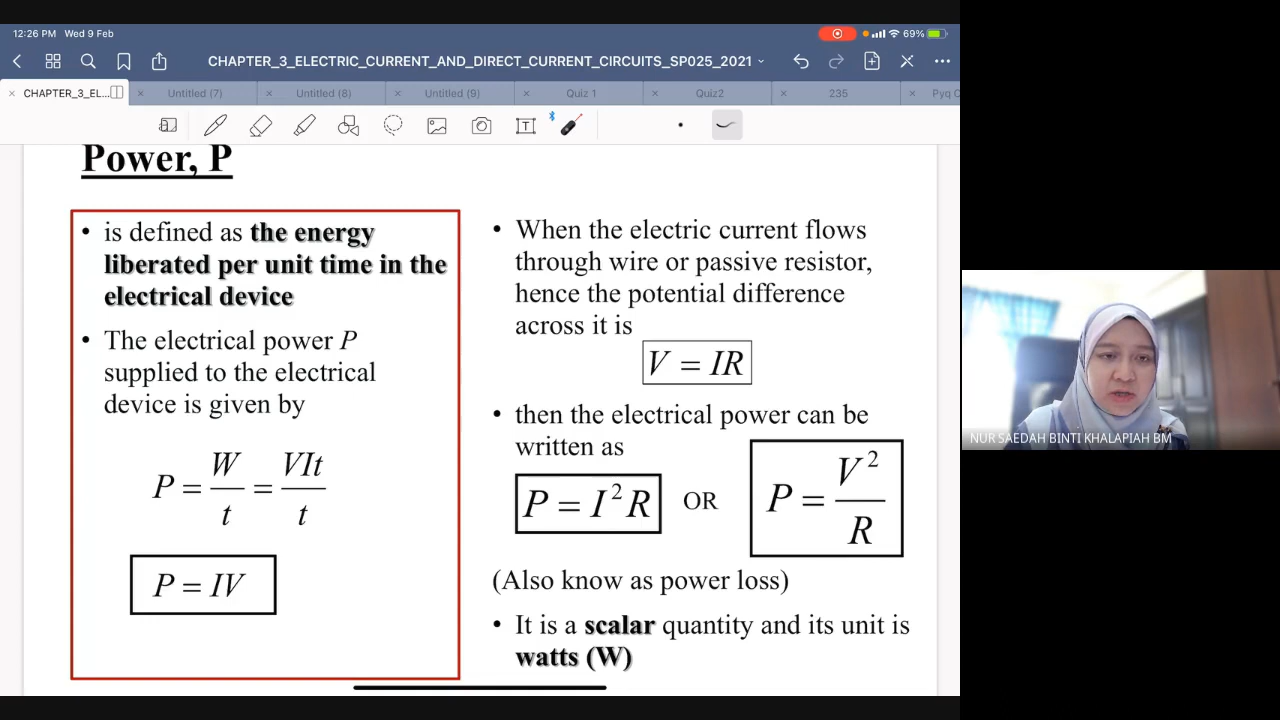 12:26 PM Wed 9 Feb
69%
CHAPTER_3_ELECTRIC_CURRENT_AND_DIRECT_CURRENT_CIRCUITS_SP025_2021
CHAPTER_3_EL... Untitled (7) Untitled (8) Untitled (9) Quiz 1 Quiz2 235 Pyq C
Power, P
• is defined as the energy
liberated per unit time in the
electrical device
• The electrical power P
supplied to the electrical
device is given by
P = W/t = VIt/t
P = IV
• When the electric current flows
through wire or passive resistor,
hence the potential difference
across it is
V = IR
• then the electrical power can be
written as
P = I²R OR P = V²/R
(Also know as power loss)
• It is a scalar quantity and its unit is
watts (W)
NUR SAEDAH BINTI KHALAPIAH BM